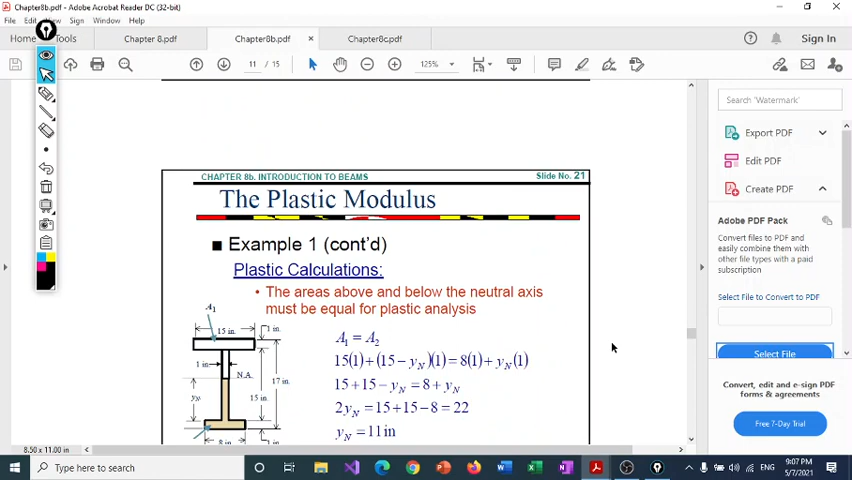 Chapter8b.pdf - Adobe Acrobat Reader DC (32-bit)
File Edit View Sign Window Help
Home Tools Chapter 8.pdf Chapter8b.pdf × Chapter8c.pdf Sign In
11 / 15 125%
CHAPTER 8b. INTRODUCTION TO BEAMS Slide No. 21
The Plastic Modulus
■ Example 1 (cont'd)
Plastic Calculations:
• The areas above and below the neutral axis
must be equal for plastic analysis
A₁
15 in.
1 in.
1 in
N.A.
17 in.
15 in.
yN
8 in
A₁ = A₂
15(1)+(15 − yN)(1) = 8(1)+ yN(1)
15+15− yN = 8+ yN
2yN = 15+15−8 = 22
yN = 11in
Search 'Watermark'
Export PDF
Edit PDF
Create PDF
Adobe PDF Pack
Convert files to PDF and
easily combine them with
other file types with a paid
subscription
Select File to Convert to PDF
Select File
Convert, edit and e-sign PDF
forms & agreements
Free 7-Day Trial
8.50 x 11.00 in
Type here to search
ENG
9:07 PM
5/7/2021